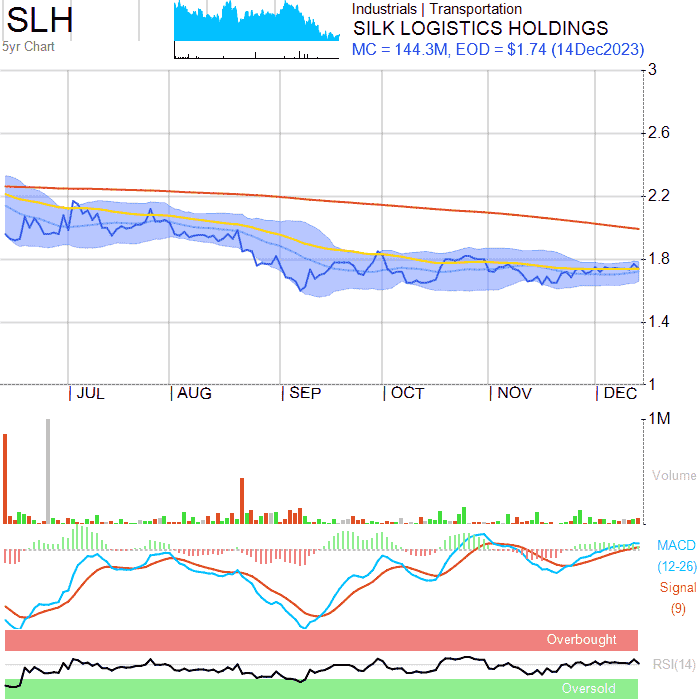 SLH
5yr Chart
Industrials | Transportation
SILK LOGISTICS HOLDINGS
MC = 144.3M, EOD = $1.74 (14Dec2023)
3
2.6
2.2
1.8
1.4
1
JUL AUG SEP OCT NOV DEC
1M
Volume
MACD
(12-26)
Signal
(9)
Overbought
RSI(14)
Oversold